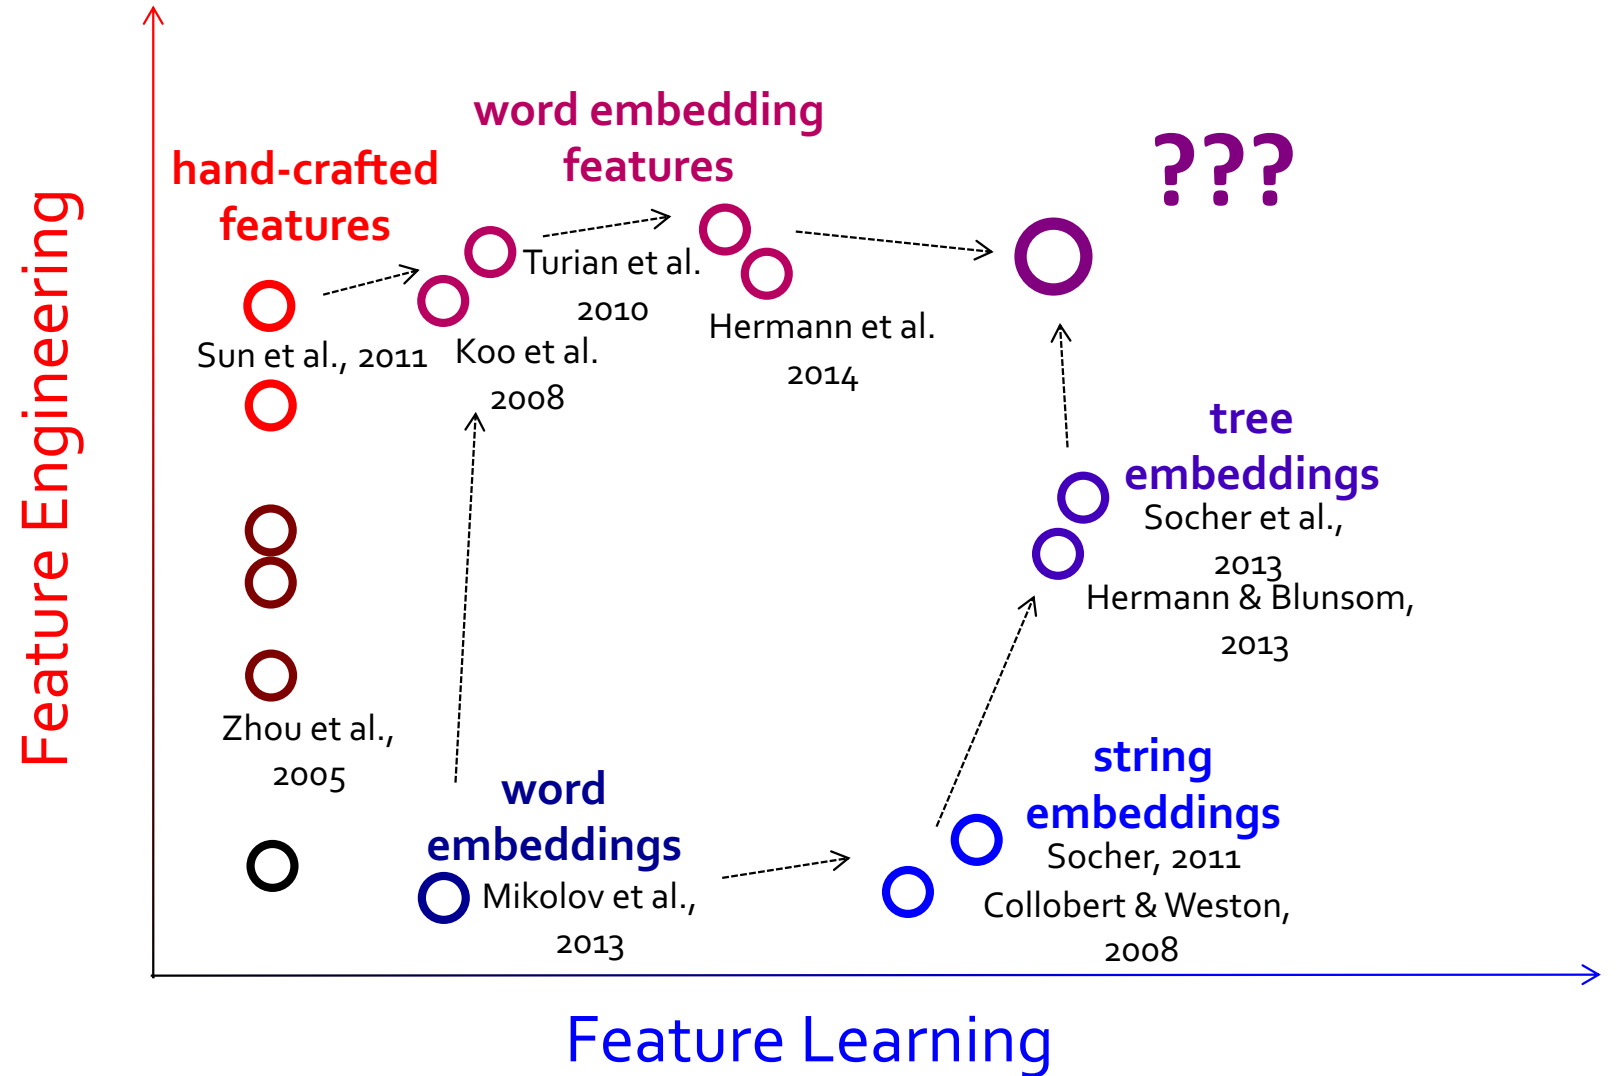 Feature Engineering
hand-crafted
features
word embedding
features
???
Turian et al.
2010
Hermann et al.
2014
Sun et al., 2011
Koo et al.
2008
tree
embeddings
Socher et al.,
2013
Hermann & Blunsom,
2013
Zhou et al.,
2005
word
embeddings
Mikolov et al.,
2013
string
embeddings
Socher, 2011
Collobert & Weston,
2008
Feature Learning